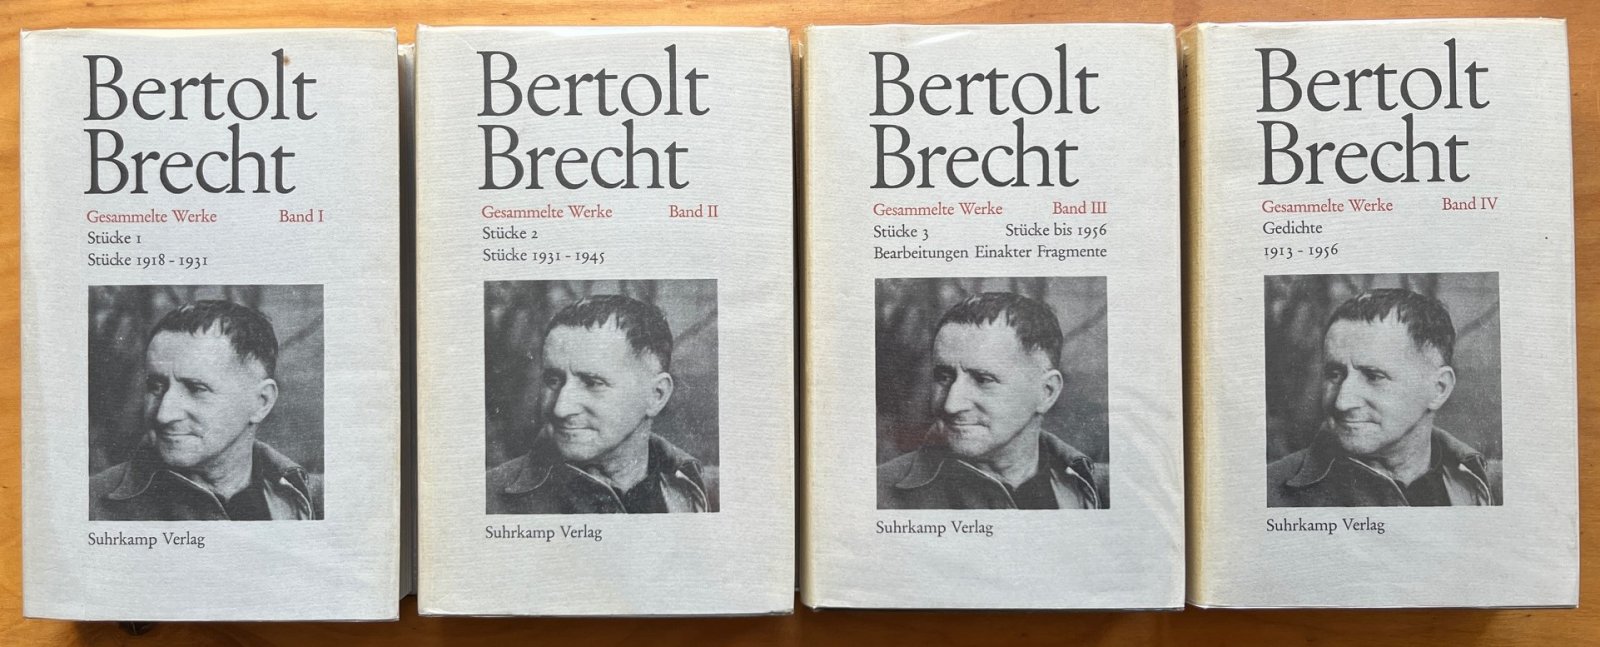 Bertolt
Brecht
Gesammelte Werke Band I
Stücke 1
Stücke 1918 - 1931
Suhrkamp Verlag
Bertolt
Brecht
Gesammelte Werke Band II
Stücke 2
Stücke 1931 - 1945
Suhrkamp Verlag
Bertolt
Brecht
Gesammelte Werke Band III
Stücke 3 Stücke bis 1956
Bearbeitungen Einakter Fragmente
Suhrkamp Verlag
Bertolt
Brecht
Gesammelte Werke Band IV
Gedichte
1913 - 1956
Suhrkamp Verlag